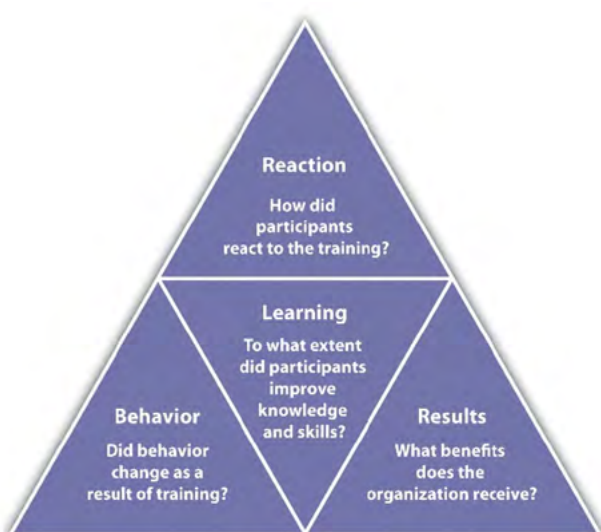 Reaction
How did
participants
react to the training?
Learning
To what extent
did participants
improve
knowledge
and skills?
Behavior
Did behavior
change as a
result of training?
Results
What benefits
does the
organization receive?